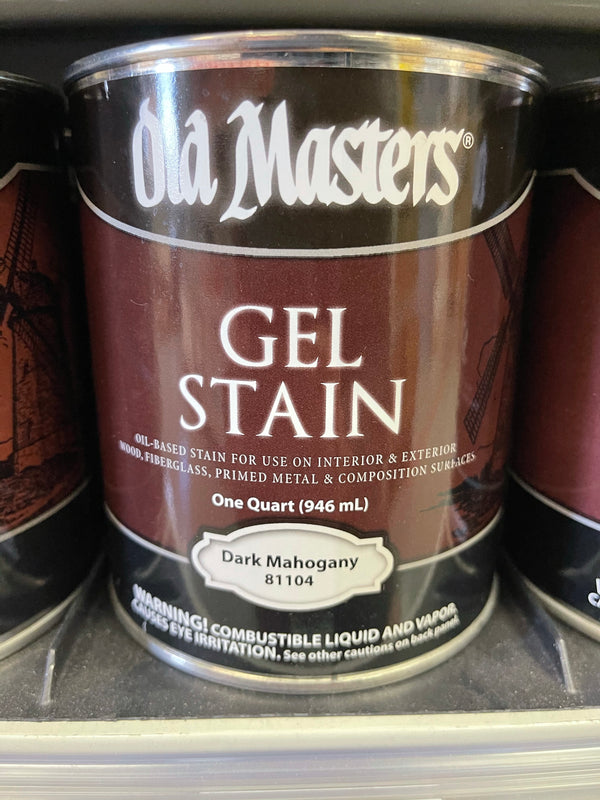 Old Masters®
GEL
STAIN
OIL-BASED STAIN FOR USE ON INTERIOR & EXTERIOR
WOOD, FIBERGLASS, PRIMED METAL & COMPOSITION SURFACES
One Quart (946 mL)
Dark Mahogany
81104
WARNING! COMBUSTIBLE LIQUID AND VAPOR.
CAUSES EYE IRRITATION. See other cautions on back panel.